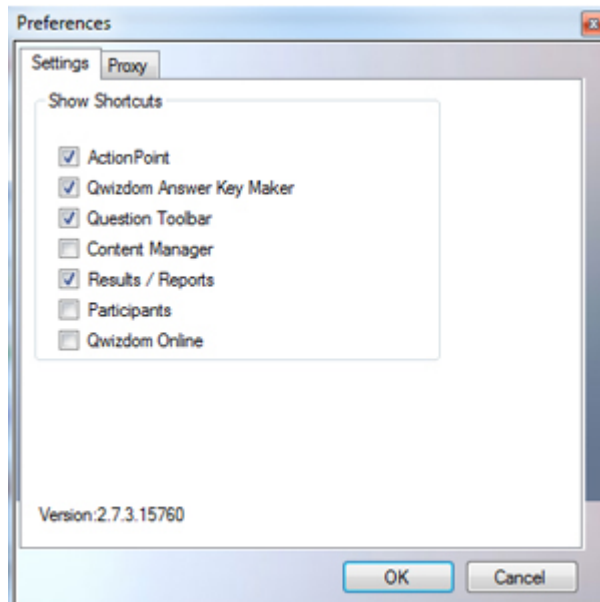 Preferences
Settings Proxy
Show Shortcuts
ActionPoint
Qwizdom Answer Key Maker
Question Toolbar
Content Manager
Results / Reports
Participants
Qwizdom Online
Version:2.7.3.15760
OK Cancel